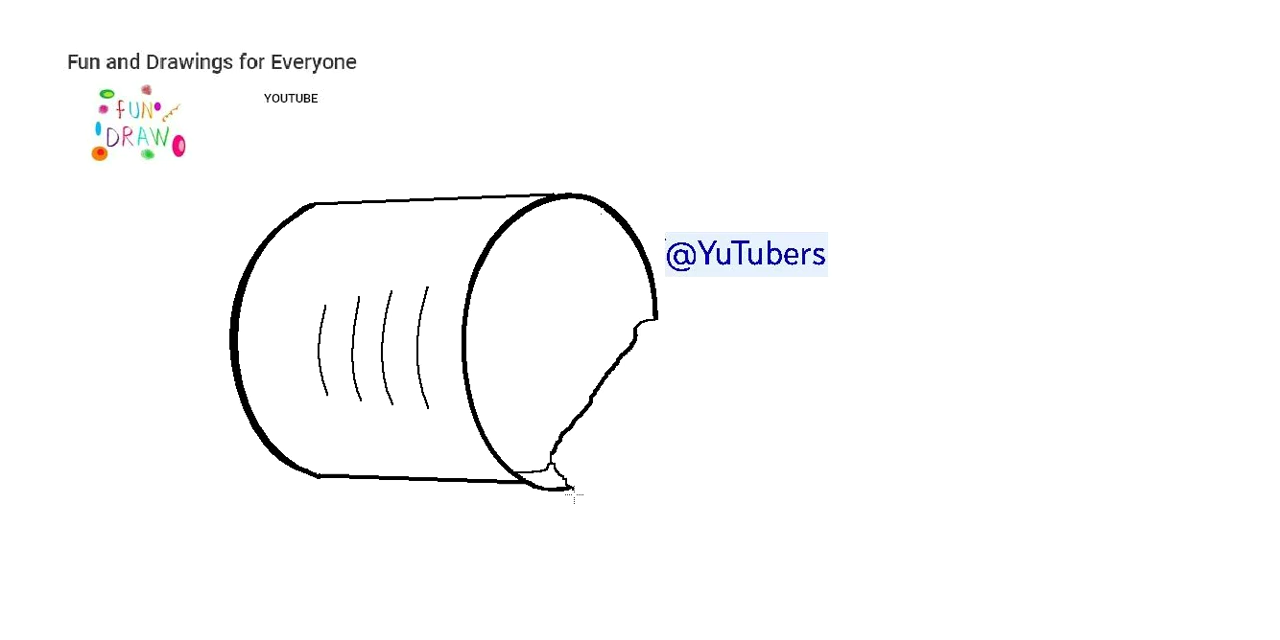 Fun and Drawings for Everyone
FUN
DRAW
YOUTUBE
@YuTubers